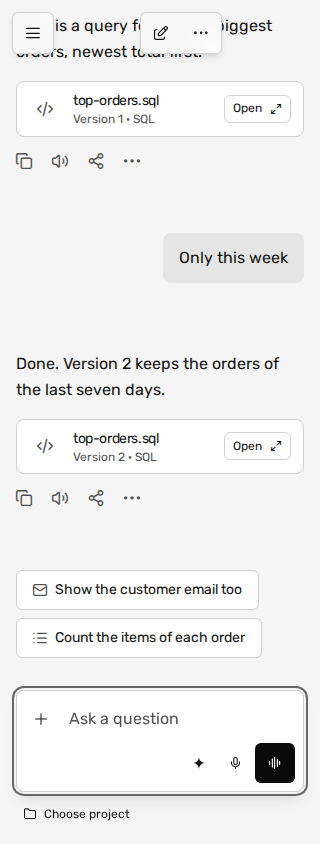 is a query fo biggest
orders, newest total first.
top-orders.sql
Version 1 • SQL
Open
Only this week
Done. Version 2 keeps the orders of
the last seven days.
top-orders.sql
Version 2 • SQL
Open
Show the customer email too
Count the items of each order
Ask a question
Choose project